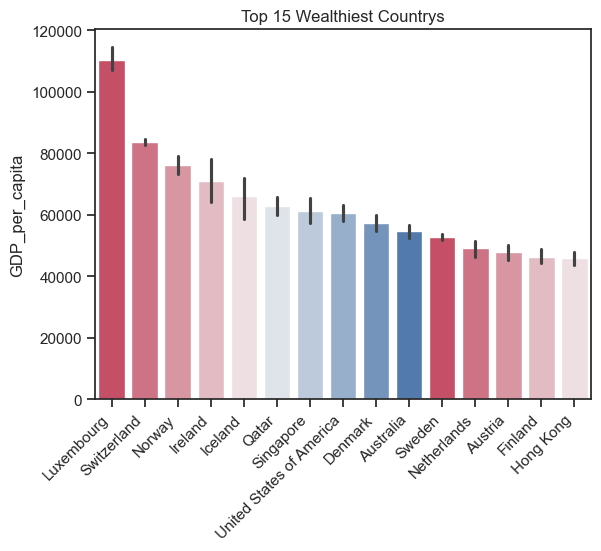 Top 15 Wealthiest Countrys
GDP_per_capita
120000
100000
80000
60000
40000
20000
0
Luxembourg
Switzerland
Norway
Ireland
Iceland
Qatar
Singapore
United States of America
Denmark
Australia
Sweden
Netherlands
Austria
Finland
Hong Kong